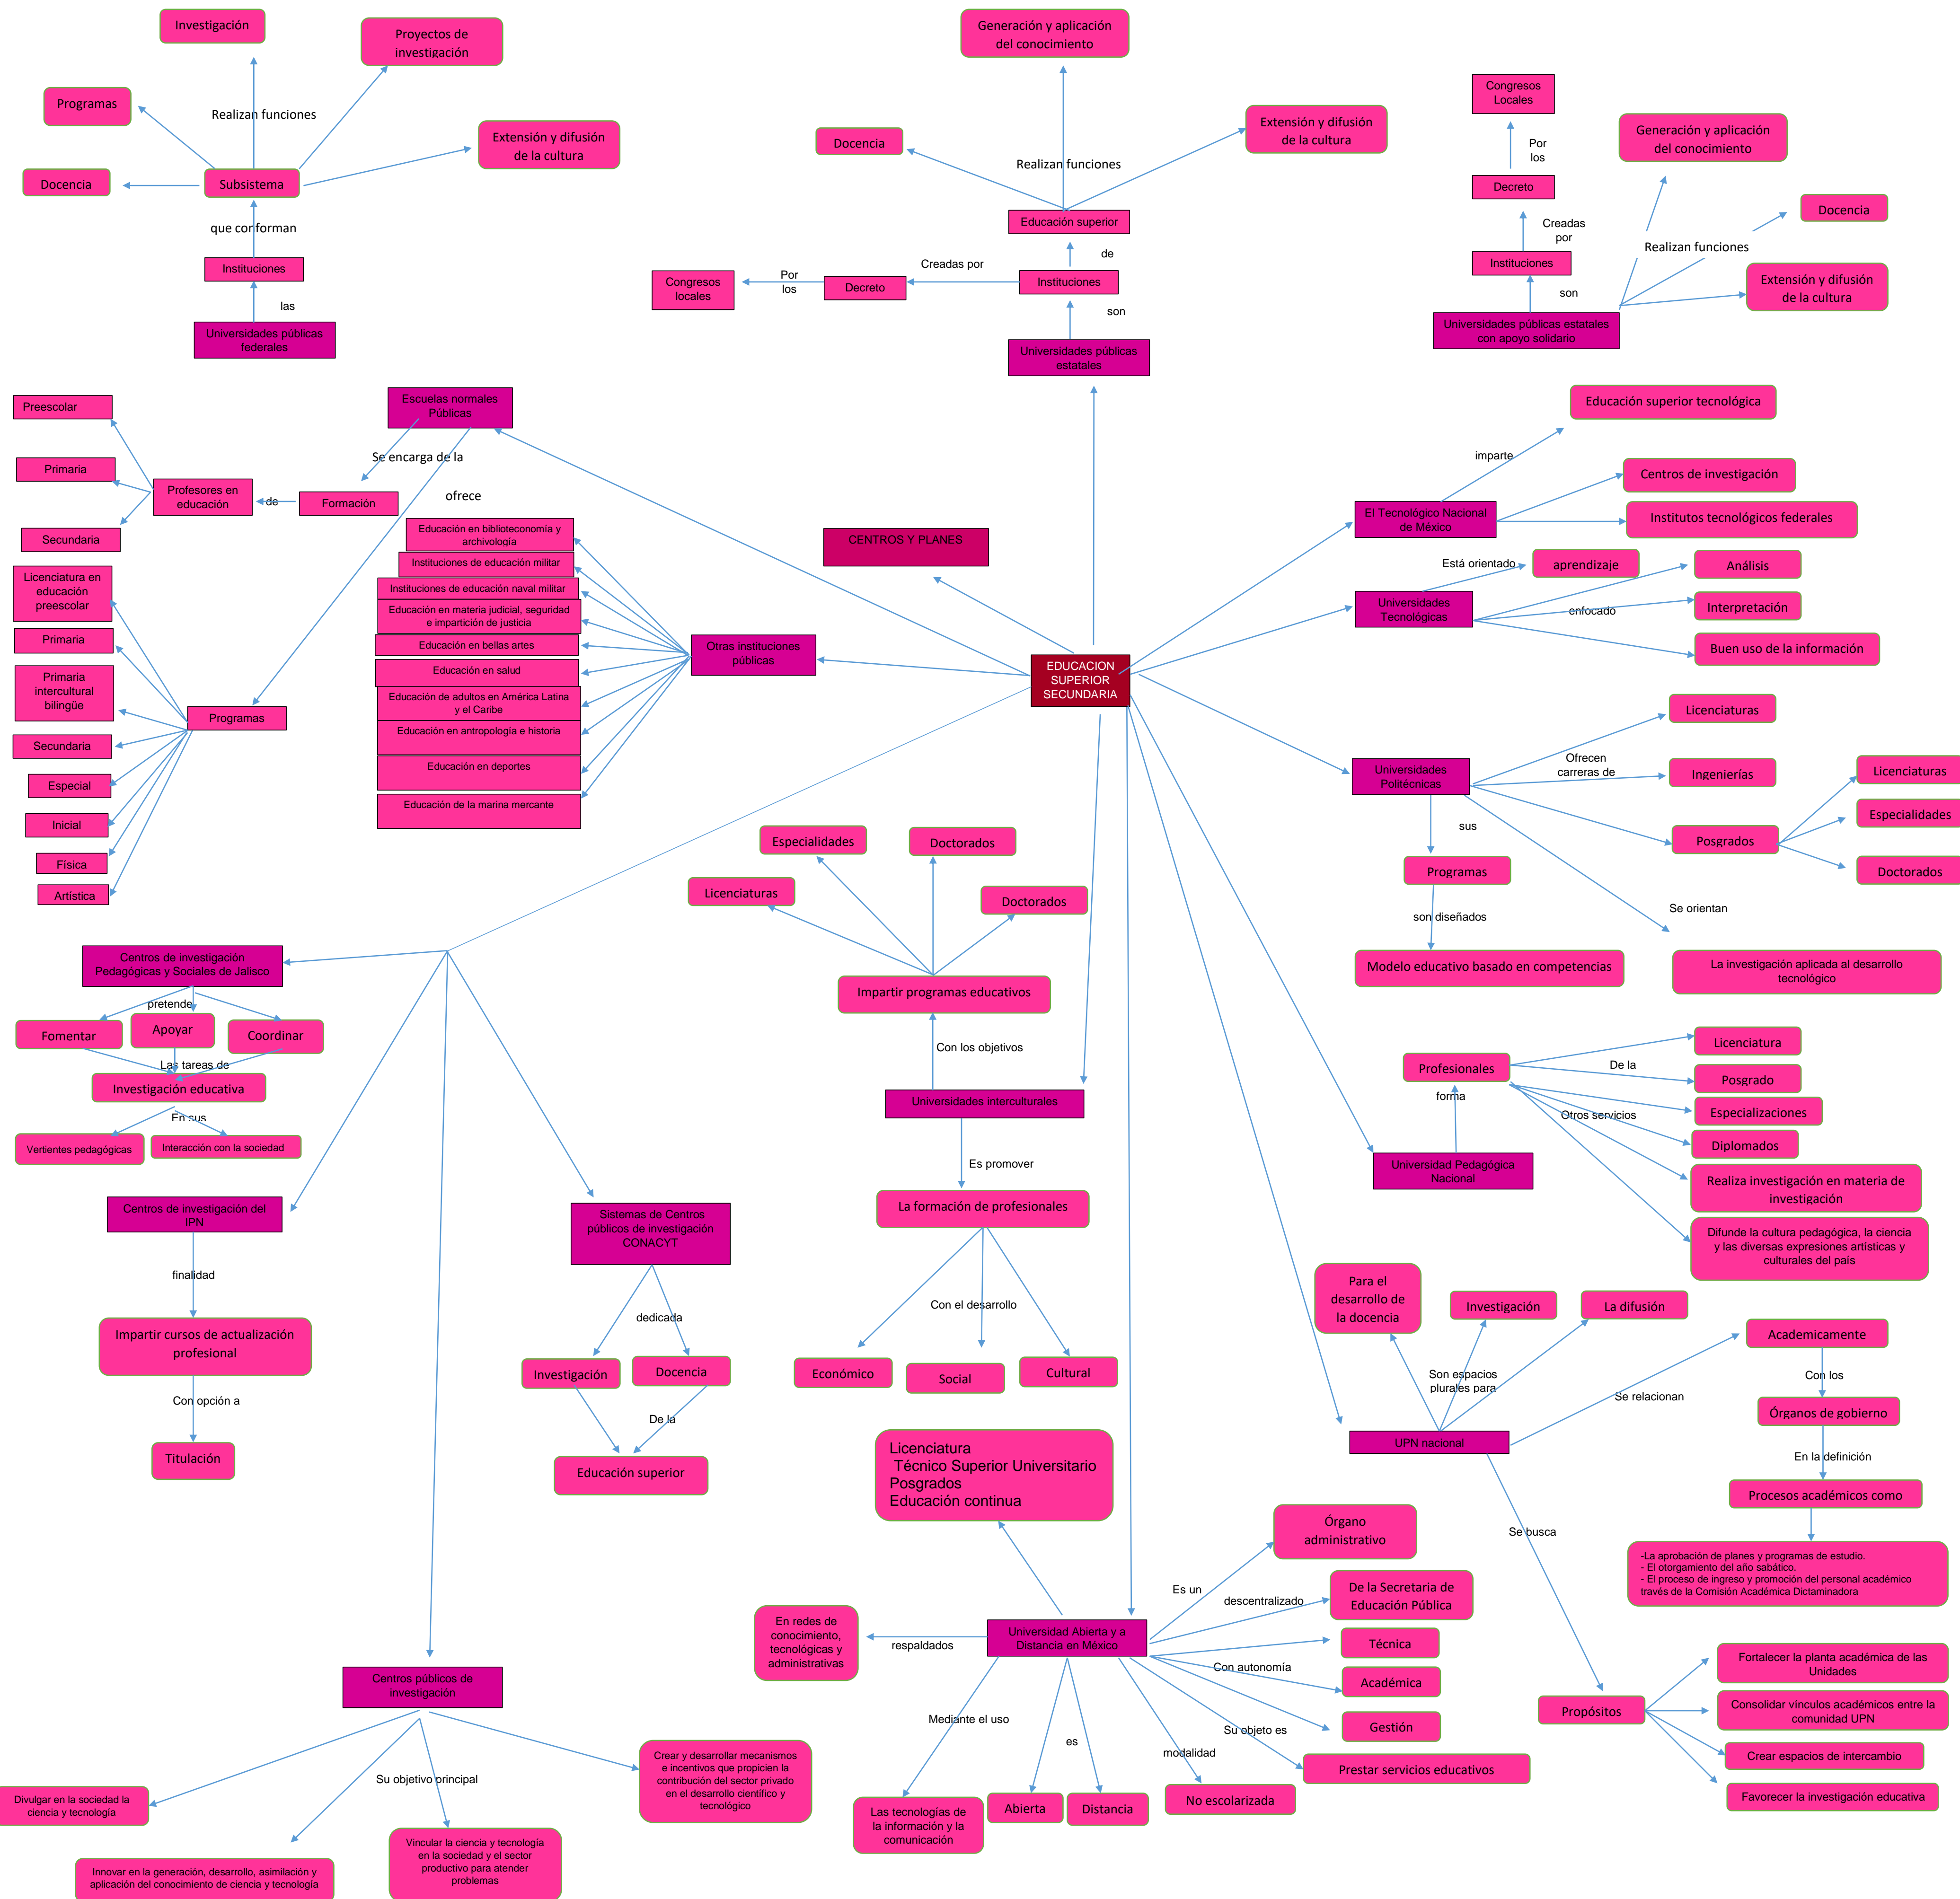 Investigación
Proyectos de
investigación
Programas
Realizan funciones
Extensión y difusión
de la cultura
Docencia
Subsistema
que conforman
Instituciones
las
Universidades públicas
federales
Generación y aplicación
del conocimiento
Docencia
Extensión y difusión
de la cultura
Realizan funciones
Educación superior
de
Creadas por
Instituciones
Por
los
Decreto
Congresos
locales
son
Universidades públicas
estatales
Congresos
Locales
Por
los
Decreto
Creadas
por
Instituciones
son
Universidades públicas estatales
con apoyo solidario
Generación y aplicación
del conocimiento
Docencia
Realizan funciones
Extensión y difusión
de la cultura
Escuelas normales
Públicas
Se encarga de la
Formación
de
Profesores en
educación
Preescolar
Primaria
Secundaria
ofrece
Programas
Licenciatura en
educación
preescolar
Primaria
Primaria
intercultural
bilingüe
Secundaria
Especial
Inicial
Física
Artística
Educación en biblioteconomía y
archivología
Instituciones de educación militar
Instituciones de educación naval militar
Educación en materia judicial, seguridad
e impartición de justicia
Educación en bellas artes
Educación en salud
Educación de adultos en América Latina
y el Caribe
Educación en antropología e historia
Educación en deportes
Educación de la marina mercante
Otras instituciones
públicas
CENTROS Y PLANES
EDUCACION
SUPERIOR
SECUNDARIA
Educación superior tecnológica
imparte
Centros de investigación
El Tecnológico Nacional
de México
Institutos tecnológicos federales
Está orientado
aprendizaje
Universidades
Tecnológicas
enfocado
Análisis
Interpretación
Buen uso de la información
Universidades
Politécnicas
Ofrecen
carreras de
Licenciaturas
Ingenierías
Posgrados
Licenciaturas
Especialidades
Doctorados
sus
Programas
son diseñados
Modelo educativo basado en competencias
Se orientan
La investigación aplicada al desarrollo
tecnológico
Especialidades
Doctorados
Licenciaturas
Doctorados
Impartir programas educativos
Con los objetivos
Universidades interculturales
Es promover
La formación de profesionales
Con el desarrollo
Económico
Social
Cultural
Centros de investigación
Pedagógicas y Sociales de Jalisco
pretende
Fomentar
Apoyar
Coordinar
Las tareas de
Investigación educativa
En sus
Vertientes pedagógicas
Interacción con la sociedad
Centros de investigación del
IPN
finalidad
Impartir cursos de actualización
profesional
Con opción a
Titulación
Sistemas de Centros
públicos de investigación
CONACYT
dedicada
Investigación
Docencia
De la
Educación superior
Profesionales
De la
Licenciatura
Posgrado
forma
Otros servicios
Especializaciones
Diplomados
Realiza investigación en materia de
investigación
Difunde la cultura pedagógica, la ciencia
y las diversas expresiones artísticas y
culturales del país
Universidad Pedagógica
Nacional
Para el
desarrollo de
la docencia
Investigación
La difusión
Son espacios
plurales para
UPN nacional
Se relacionan
Academicamente
Con los
Órganos de gobierno
En la definición
Procesos académicos como
-La aprobación de planes y programas de estudio.
- El otorgamiento del año sabático.
- El proceso de ingreso y promoción del personal académico
través de la Comisión Académica Dictaminadora
Se busca
Propósitos
Fortalecer la planta académica de las
Unidades
Consolidar vínculos académicos entre la
comunidad UPN
Crear espacios de intercambio
Favorecer la investigación educativa
Licenciatura
Técnico Superior Universitario
Posgrados
Educación continua
Universidad Abierta y a
Distancia en México
respaldados
En redes de
conocimiento,
tecnológicas y
administrativas
Es un
Órgano
administrativo
descentralizado
De la Secretaria de
Educación Pública
Con autonomía
Técnica
Académica
Gestión
Su objeto es
Prestar servicios educativos
modalidad
No escolarizada
es
Abierta
Distancia
Mediante el uso
Las tecnologías de
la información y la
comunicación
Centros públicos de
investigación
Su objetivo principal
Divulgar en la sociedad la
ciencia y tecnología
Innovar en la generación, desarrollo, asimilación y
aplicación del conocimiento de ciencia y tecnología
Vincular la ciencia y tecnología
en la sociedad y el sector
productivo para atender
problemas
Crear y desarrollar mecanismos
e incentivos que propicien la
contribución del sector privado
en el desarrollo científico y
tecnológico